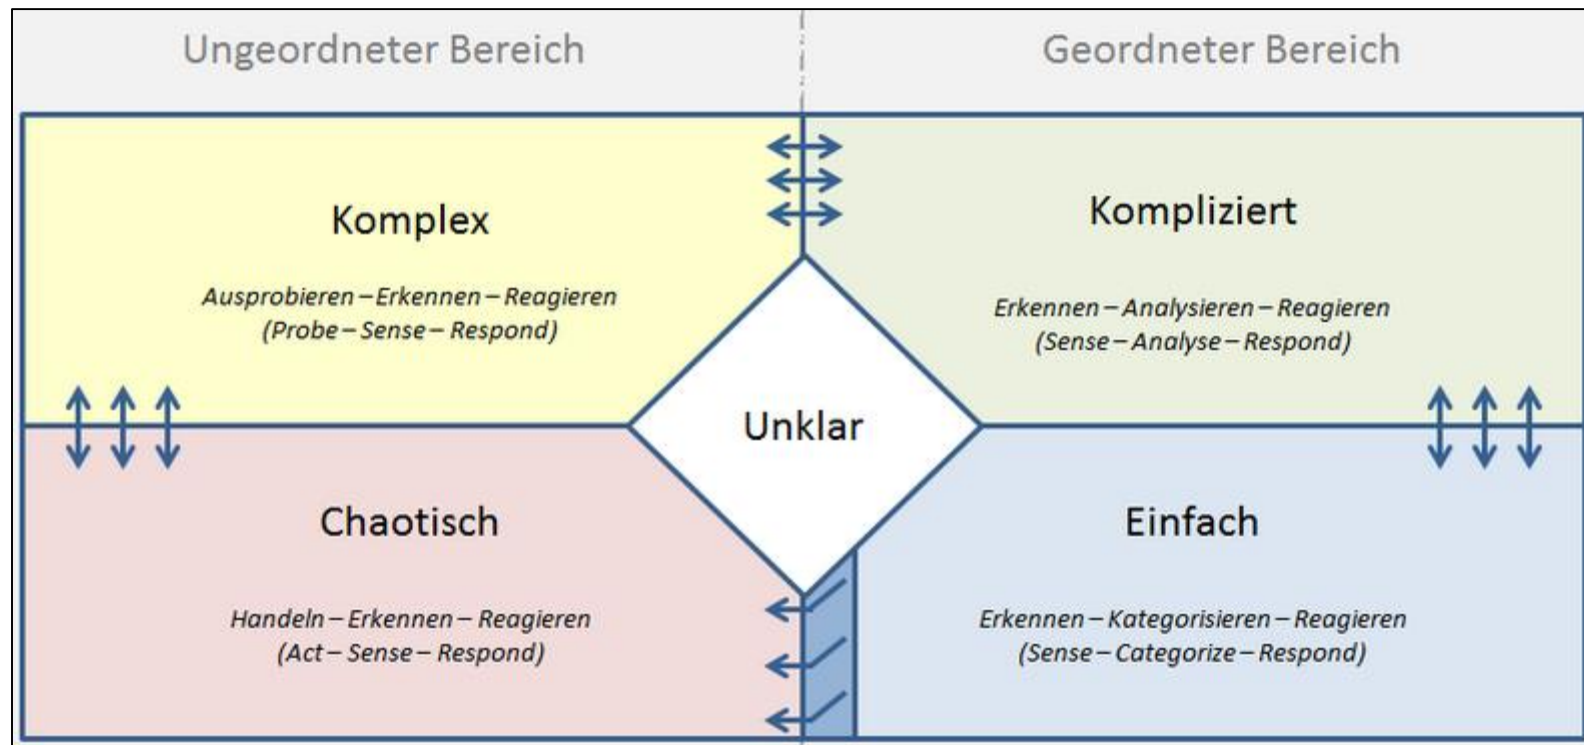 Ungeordneter Bereich
Geordneter Bereich
Komplex
Ausprobieren – Erkennen – Reagieren
(Probe – Sense – Respond)
Kompliziert
Erkennen – Analysieren – Reagieren
(Sense – Analyse – Respond)
Unklar
Chaotisch
Handeln – Erkennen – Reagieren
(Act – Sense – Respond)
Einfach
Erkennen – Kategorisieren – Reagieren
(Sense – Categorize – Respond)